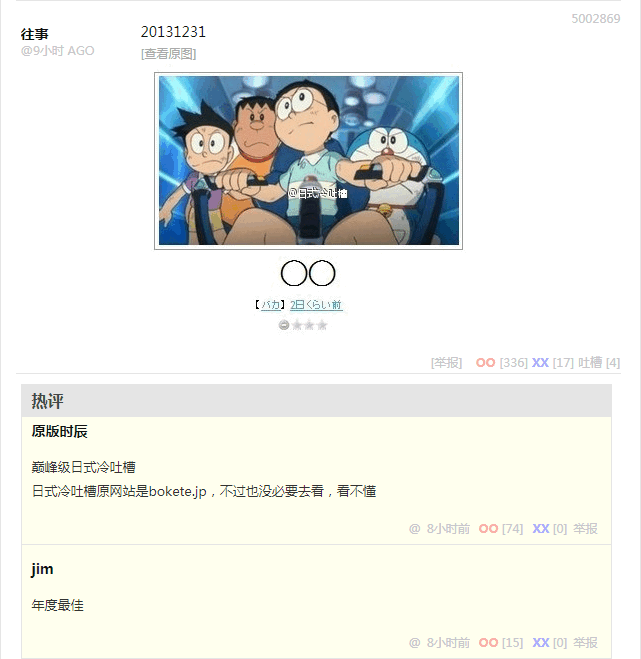 5002869
往事
@9小时 AGO
20131231
[查看原图]
@日式冷吐槽
◯◯
【バカ】2日くらい前
[举报] OO [336] XX [17] 吐槽 [4]
热评
原版时辰
巅峰级日式冷吐槽
日式冷吐槽原网站是bokete.jp，不过也没必要去看，看不懂
@ 8小时前 OO [74] XX [0] 举报
jim
年度最佳
@ 8小时前 OO [15] XX [0] 举报